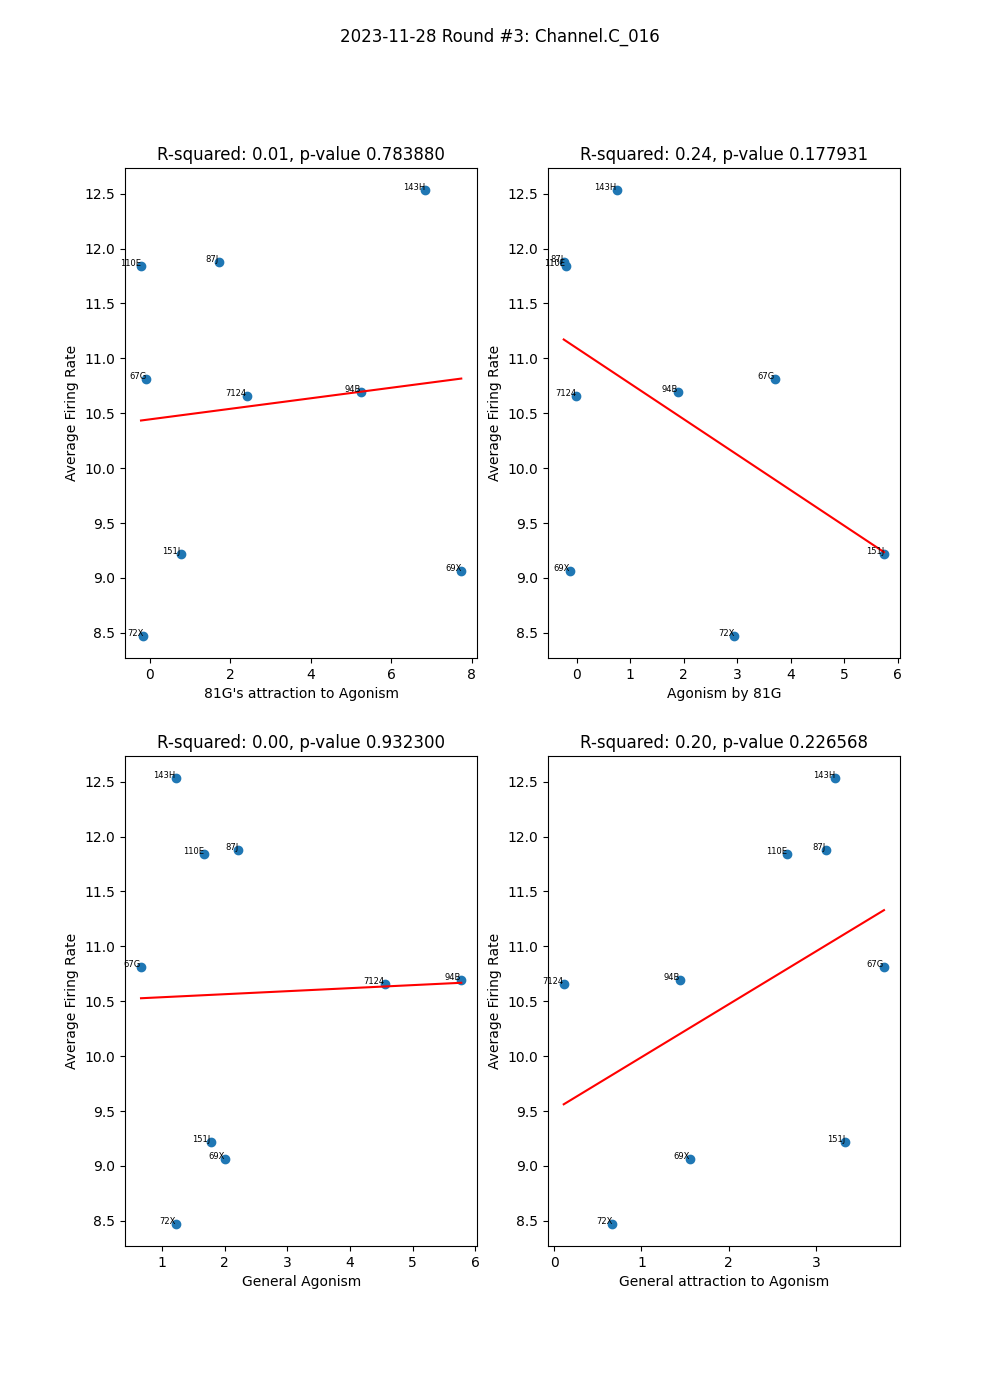 2023-11-28 Round #3: Channel.C_016
R-squared: 0.01, p-value 0.783880
Average Firing Rate
12.5
12.0
11.5
11.0
10.5
10.0
9.5
9.0
8.5
143H
110E
87J
67G
7124
94B
151J
69X
72X
0 2 4 6 8
81G's attraction to Agonism
R-squared: 0.24, p-value 0.177931
Average Firing Rate
12.5
12.0
11.5
11.0
10.5
10.0
9.5
9.0
8.5
143H
87J
110E
67G
7124
94B
151J
69X
72X
0 1 2 3 4 5 6
Agonism by 81G
R-squared: 0.00, p-value 0.932300
Average Firing Rate
12.5
12.0
11.5
11.0
10.5
10.0
9.5
9.0
8.5
143H
110E
87J
67G
7124
94B
151J
69X
72X
1 2 3 4 5 6
General Agonism
R-squared: 0.20, p-value 0.226568
Average Firing Rate
12.5
12.0
11.5
11.0
10.5
10.0
9.5
9.0
8.5
143H
110E
87J
67G
7124
94B
151J
69X
72X
0 1 2 3
General attraction to Agonism